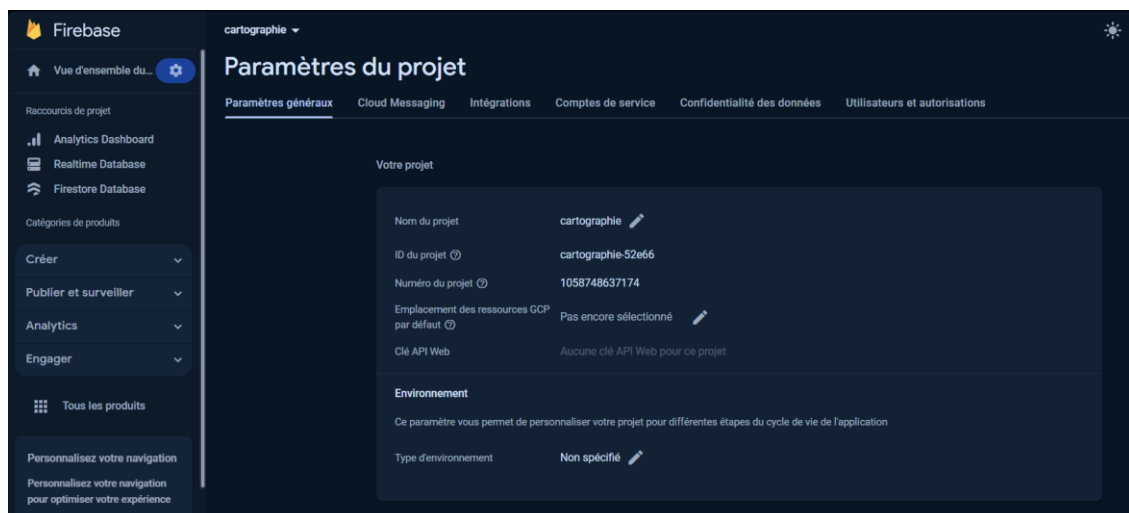 Firebase
cartographie
Vue d'ensemble du...
Paramètres du projet
Paramètres généraux
Cloud Messaging
Intégrations
Comptes de service
Confidentialité des données
Utilisateurs et autorisations
Raccourcis de projet
Analytics Dashboard
Realtime Database
Firestore Database
Catégories de produits
Créer
Publier et surveiller
Analytics
Engager
Tous les produits
Personnalisez votre navigation
Personnalisez votre navigation
pour optimiser votre expérience
Votre projet
Nom du projet
cartographie
ID du projet
cartographie-52e66
Numéro du projet
1058748637174
Emplacement des ressources GCP
par défaut
Pas encore sélectionné
Clé API Web
Aucune clé API Web pour ce projet
Environnement
Ce paramètre vous permet de personnaliser votre projet pour différentes étapes du cycle de vie de l'application
Type d'environnement
Non spécifié